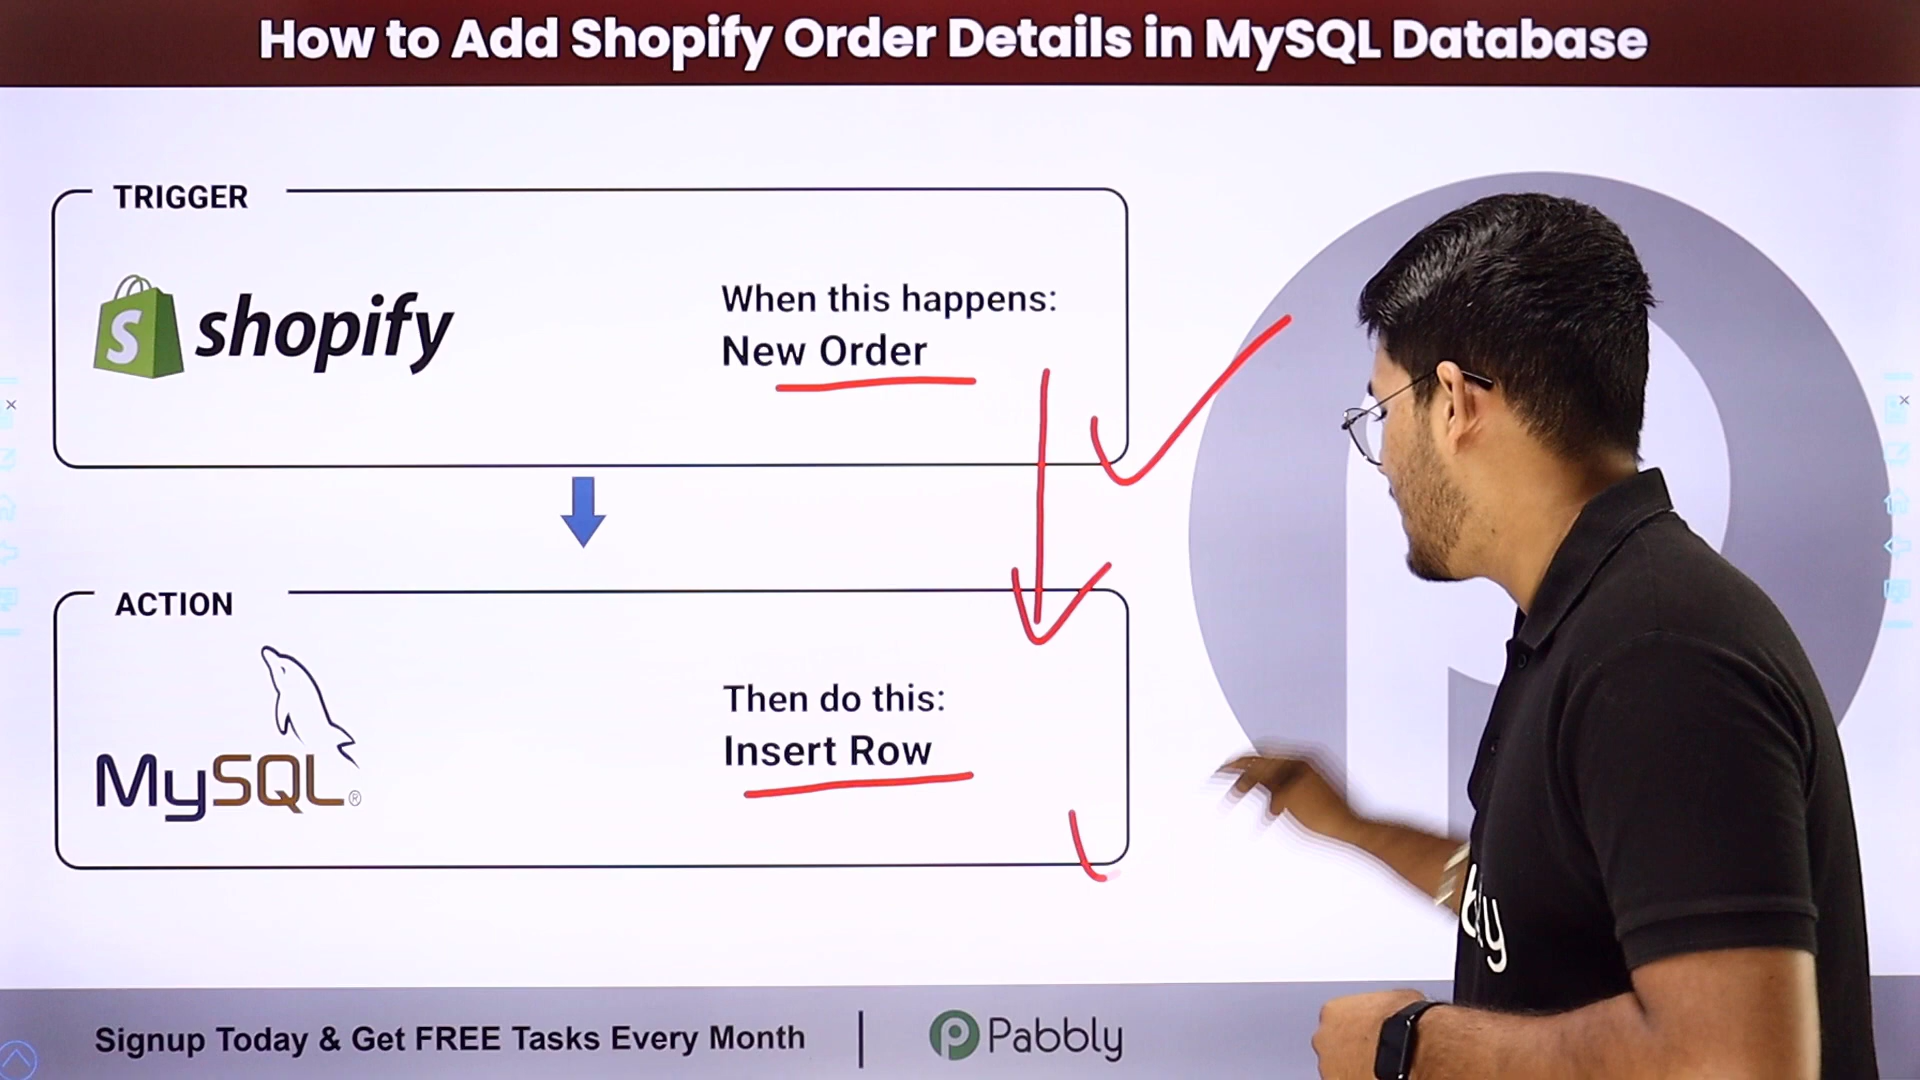 How to Add Shopify Order Details in MySQL Database
TRIGGER
shopify
When this happens:
New Order
ACTION
MySQL®
Then do this:
Insert Row
Signup Today & Get FREE Tasks Every Month
Pabbly